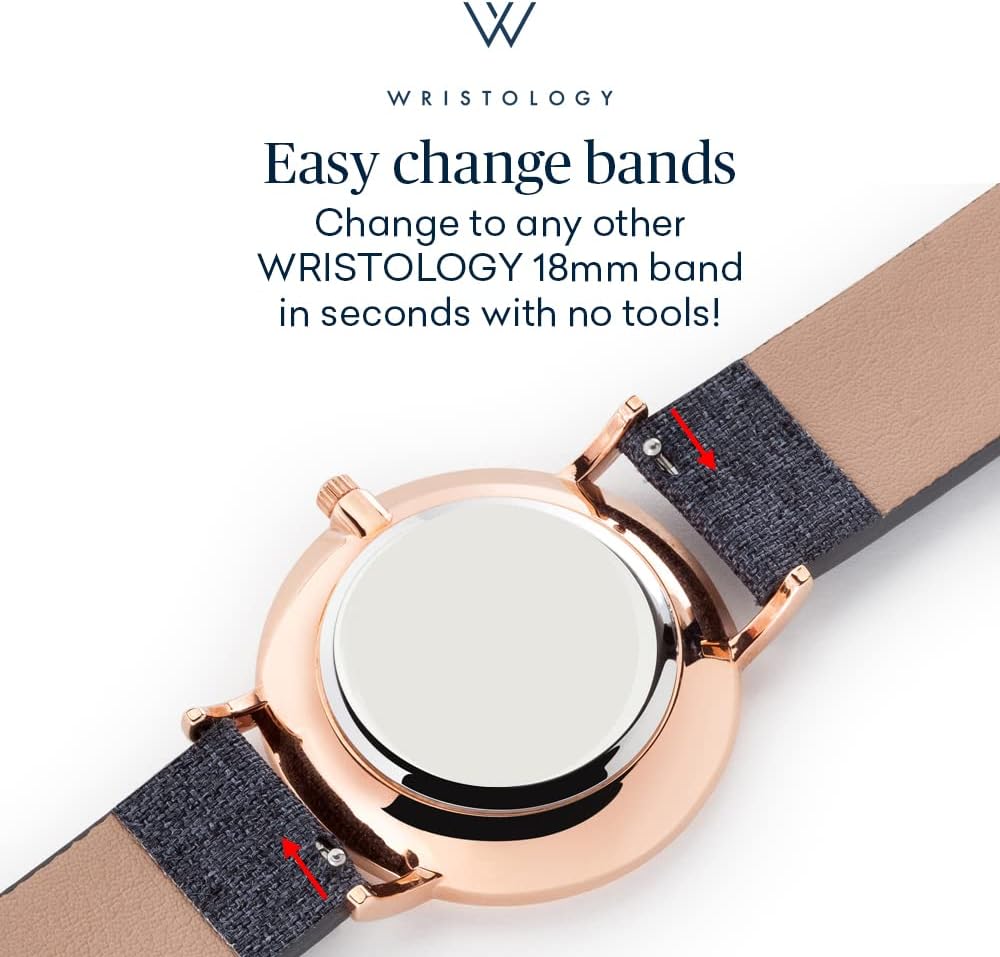 WRISTOLOGY
Easy change bands
Change to any other
WRISTOLOGY 18mm band
in seconds with no tools!